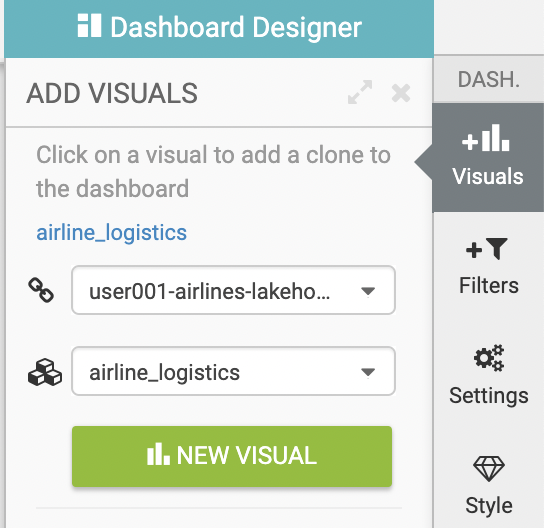 Dashboard Designer
ADD VISUALS
Click on a visual to add a clone to
the dashboard
airline_logistics
user001-airlines-lakeho...
airline_logistics
NEW VISUAL
DASH.
Visuals
Filters
Settings
Style